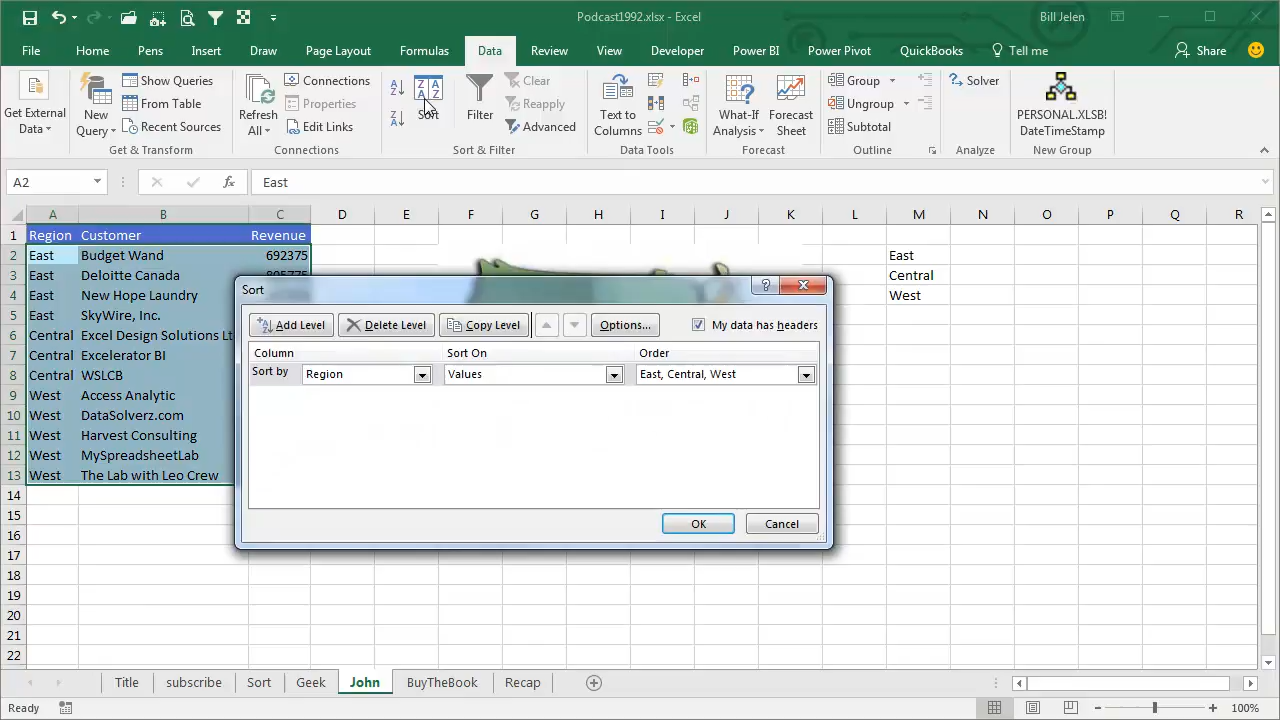 Podcast1992.xlsx - Excel
Bill Jelen
File Home Pens Insert Draw Page Layout Formulas Data Review View Developer Power BI Power Pivot QuickBooks Tell me Share
Get External Data
New Query
Show Queries
From Table
Recent Sources
Get & Transform
Refresh All
Connections
Properties
Edit Links
Connections
Sort
Filter
Clear
Reapply
Advanced
Sort & Filter
Text to Columns
Data Tools
What-If Analysis
Forecast Sheet
Forecast
Group
Ungroup
Subtotal
Outline
Solver
Analyze
PERSONAL.XLSB!
DateTimeStamp
New Group
A2
fx
East
A B C D E F G H I J K L M N O P Q R
1 Region Customer Revenue
2 East Budget Wand 692375 East
3 East Deloitte Canada Central
4 East New Hope Laundry West
5 East SkyWire, Inc.
6 Central Excel Design Solutions Lt
7 Central Excelerator BI
8 Central WSLCB
9 West Access Analytic
10 West DataSolverz.com
11 West Harvest Consulting
12 West MySpreadsheetLab
13 West The Lab with Leo Crew
14
15
16
17
18
19
20
21
22
Sort
?
Add Level Delete Level Copy Level Options... My data has headers
Column Sort On Order
Sort by Region Values East, Central, West
OK Cancel
Title subscribe Sort Geek John BuyTheBook Recap
Ready
100%